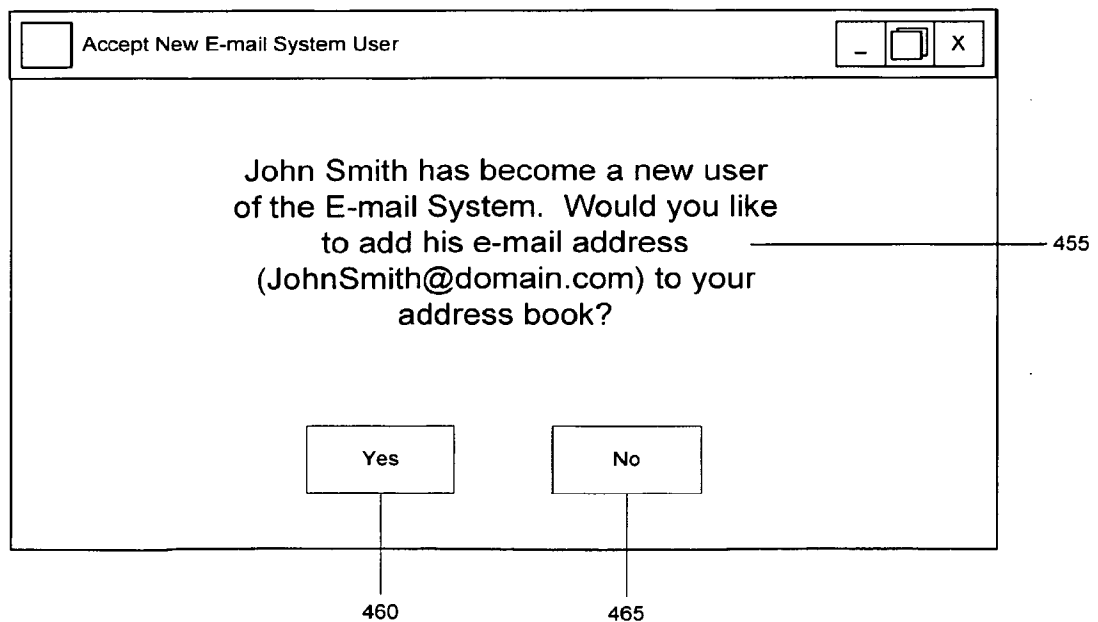 Accept New E-mail System User
_ X
John Smith has become a new user
of the E-mail System. Would you like
to add his e-mail address
455
(JohnSmith@domain.com) to your
address book?
Yes No
460 465